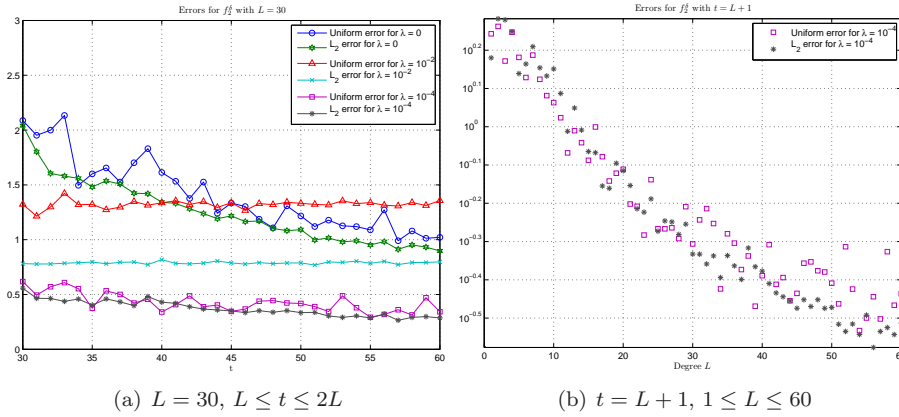 Errors for $f_2^\delta$ with $L = 30$
3
2.5
2
1.5
1
0.5
0
30
35
40
45
50
55
60
t
Uniform error for λ = 0
L₂ error for λ = 0
Uniform error for λ = 10⁻²
L₂ error for λ = 10⁻²
Uniform error for λ = 10⁻⁴
L₂ error for λ = 10⁻⁴
(a) L = 30, L ≤ t ≤ 2L
Errors for $f_2^\delta$ with $t = L + 1$
10^0.2
10^0
10^−0.1
10^−0.2
10^−0.3
10^−0.4
10^−0.5
0
10
20
30
40
50
60
Degree L
Uniform error for λ = 10⁻⁴
L₂ error for λ = 10⁻⁴
(b) t = L + 1, 1 ≤ L ≤ 60